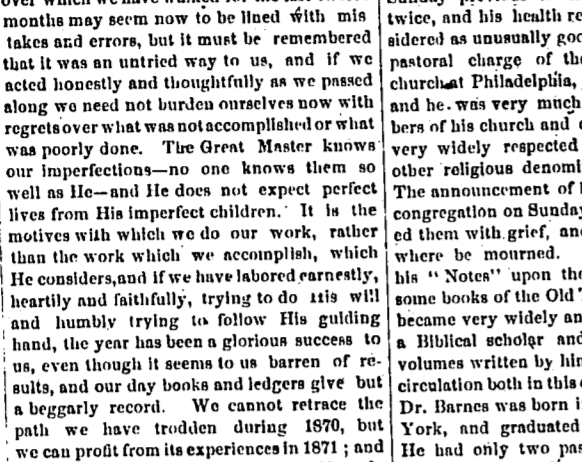 months may seem now to be lined with mis
takes and errors, but it must be remembered
that it was an untried way to us, and if we
acted honestly and thoughtfully as we passed
along we need not burden ourselves now with
regrets over what was not accomplished or what
was poorly done. The Great Master knows
our imperfections—no one knows them so
well as He—and He does not expect perfect
lives from His imperfect children. It is the
motives with which we do our work, rather
than the work which we accomplish, which
He considers, and if we have labored earnestly,
heartily and faithfully, trying to do His will
and humbly trying to follow His guiding
hand, the year has been a glorious success to
us, even though it seems to us barren of re-
sults, and our day books and ledgers give but
a beggarly record. We cannot retrace the
path we have trodden during 1870, but
we can profit from its experiences in 1871; and
twice, and his health
sidered as unusually
pastoral charge of
church at Philadelphia,
and he was very much
bers of his church and
very widely respected
other religious
The announcement of
congregation on
ed them with grief,
where be mourned.
his "Notes" upon the
some books of the Old
became very widely
a Biblical scholar and
volumes written by
circulation both in this
Dr. Barnes was born
York, and graduated
He had only two